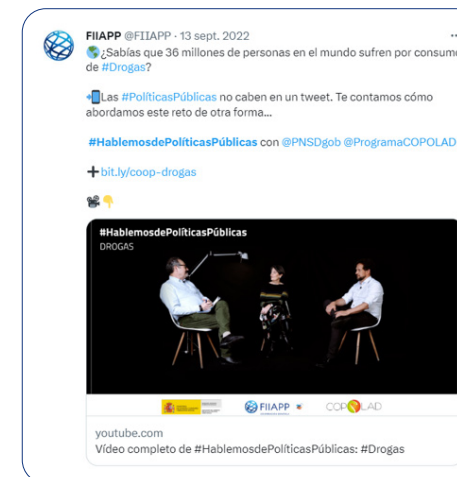 FIIAPP @FIIAPP · 13 sept. 2022
¿Sabías que 36 millones de personas en el mundo sufren por consumo
de #Drogas?
Las #PolíticasPúblicas no caben en un tweet. Te contamos cómo
abordamos este reto de otra forma...
#HablemosdePolíticasPúblicas con @PNSDgob @ProgramaCOPOLAD
bit.ly/coop-drogas
#HablemosdePolíticasPúblicas
DROGAS
FIIAPP
COPOLAD
youtube.com
Vídeo completo de #HablemosdePolíticasPúblicas: #Drogas